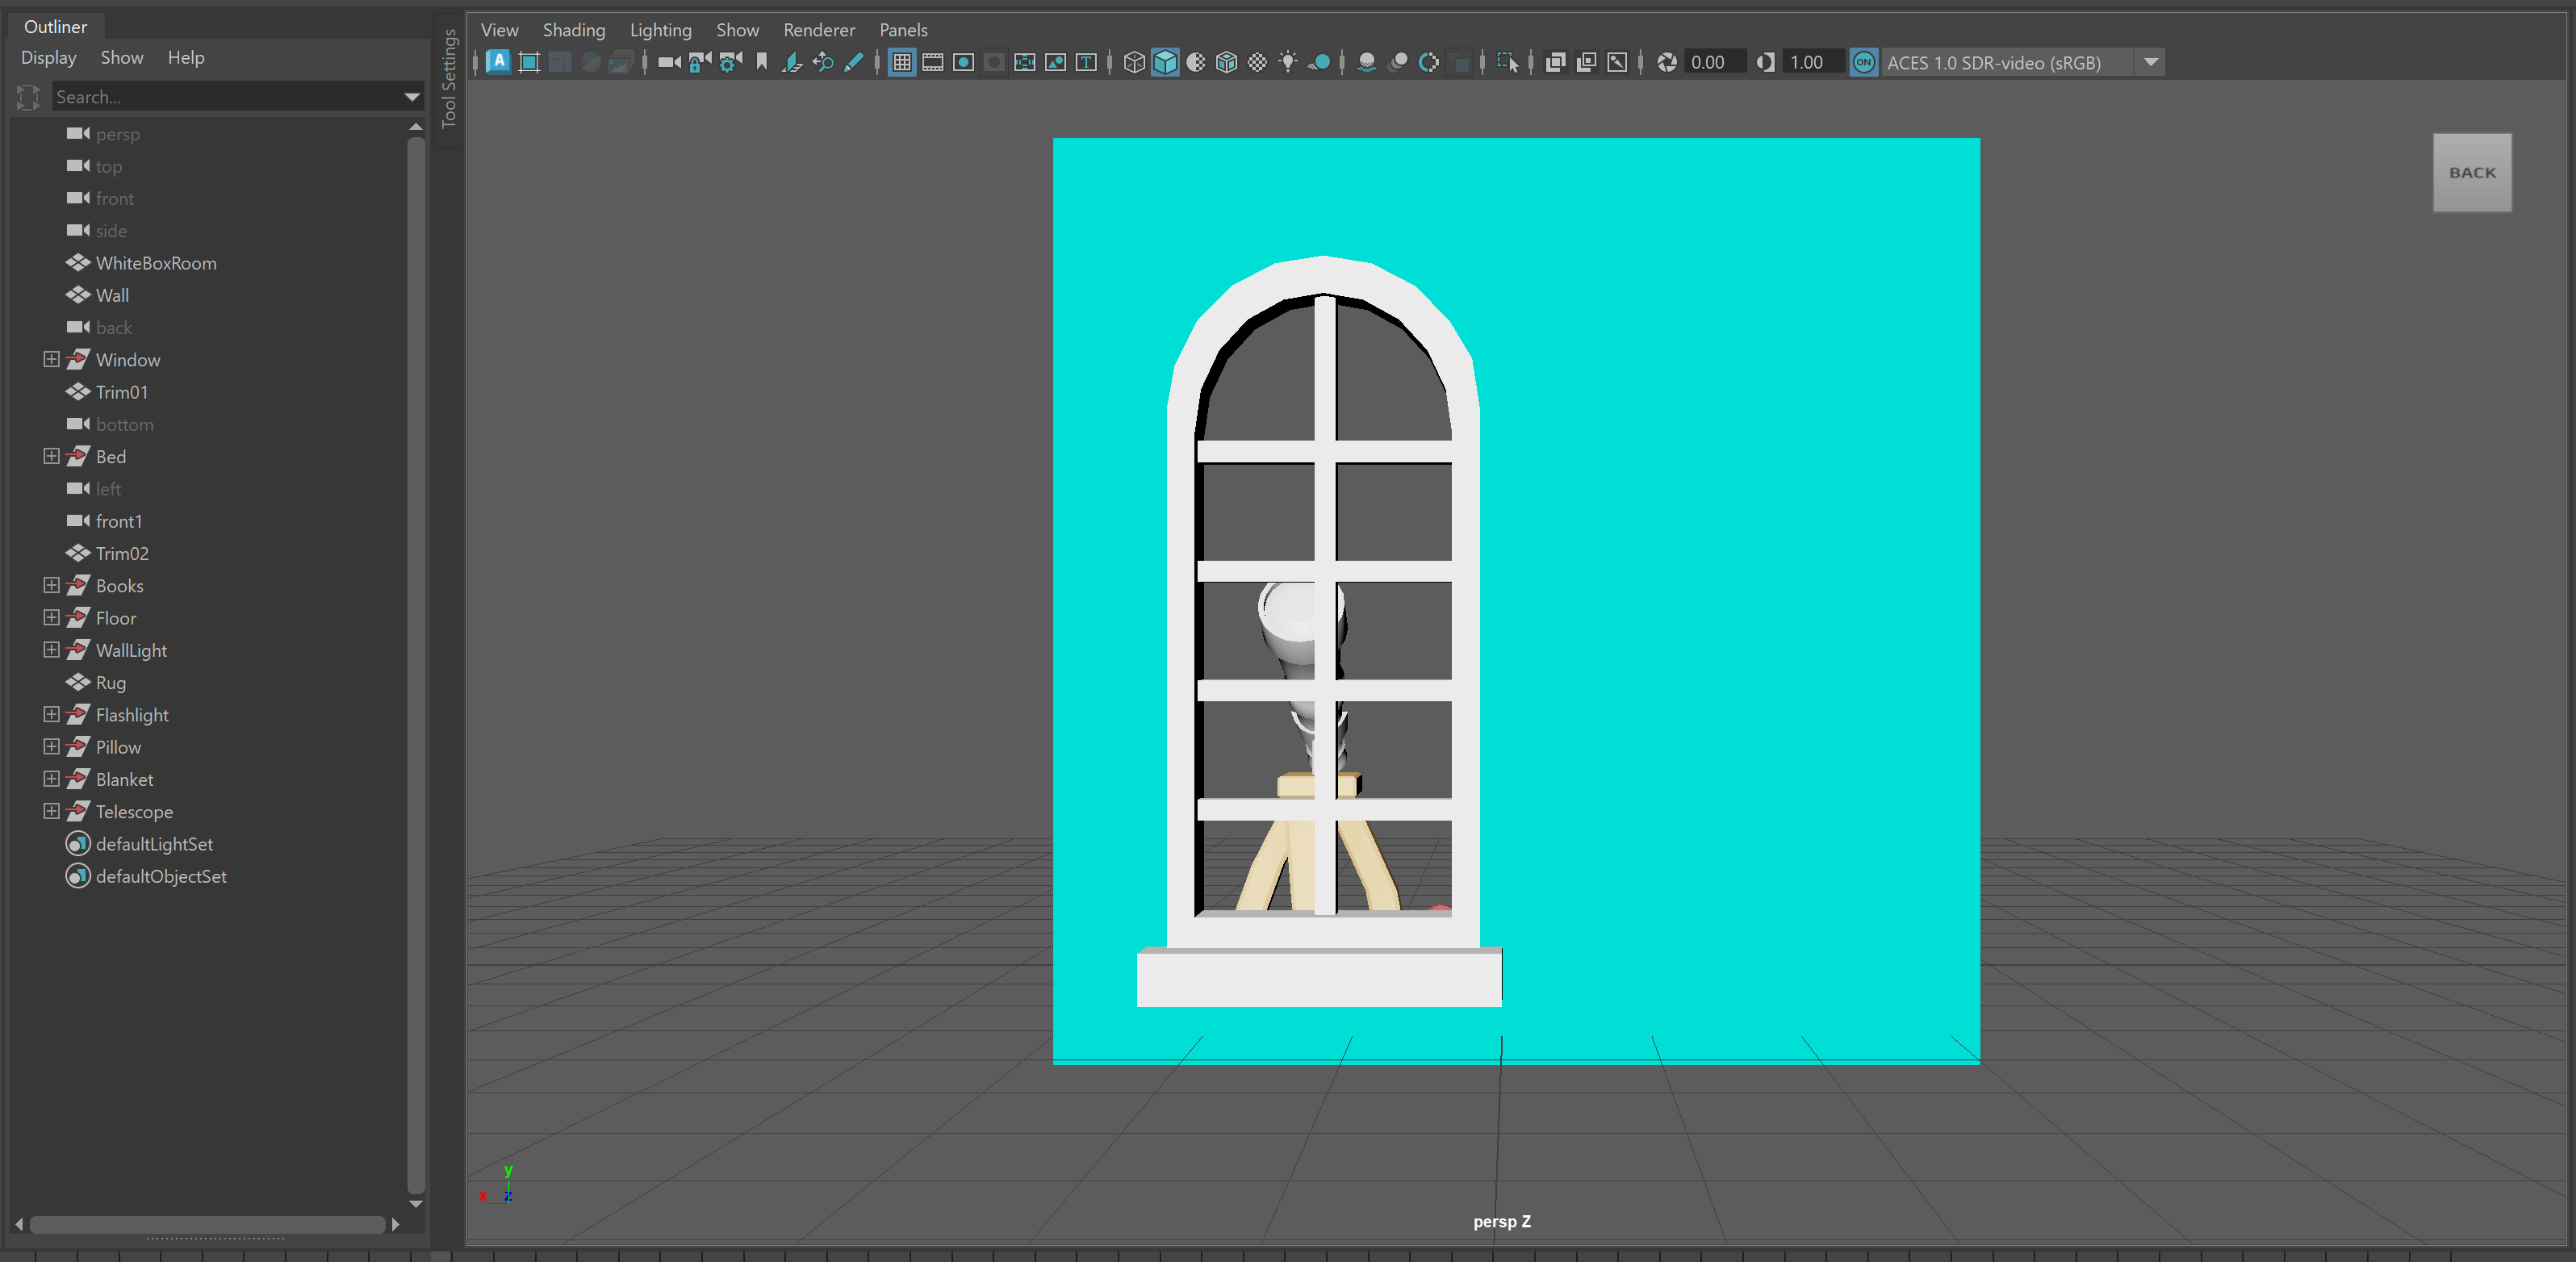 Outliner
Display Show Help
Search...
persp
top
front
side
WhiteBoxRoom
Wall
back
Window
Trim01
bottom
Bed
left
front1
Trim02
Books
Floor
WallLight
Rug
Flashlight
Pillow
Blanket
Telescope
defaultLightSet
defaultObjectSet
Tool Settings
View Shading Lighting Show Renderer Panels
A T 0.00 1.00 ON ACES 1.0 SDR-video (sRGB)
BACK
y
x z
persp Z